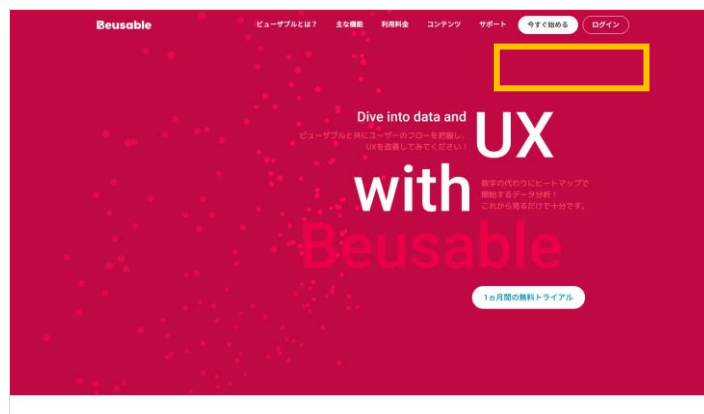 Beusable
ビューザブルとは？ 主な機能 利用料金 コンテンツ サポート 今すぐ始める ログイン
Dive into data and
UX
ビューザブルと共にユーザーのフローを把握し、
UXを改善してみてください！
with
数字の代わりにヒートマップで
開始するデータ分析！
これから見るだけで十分です。
Beusable
1ヵ月間の無料トライアル